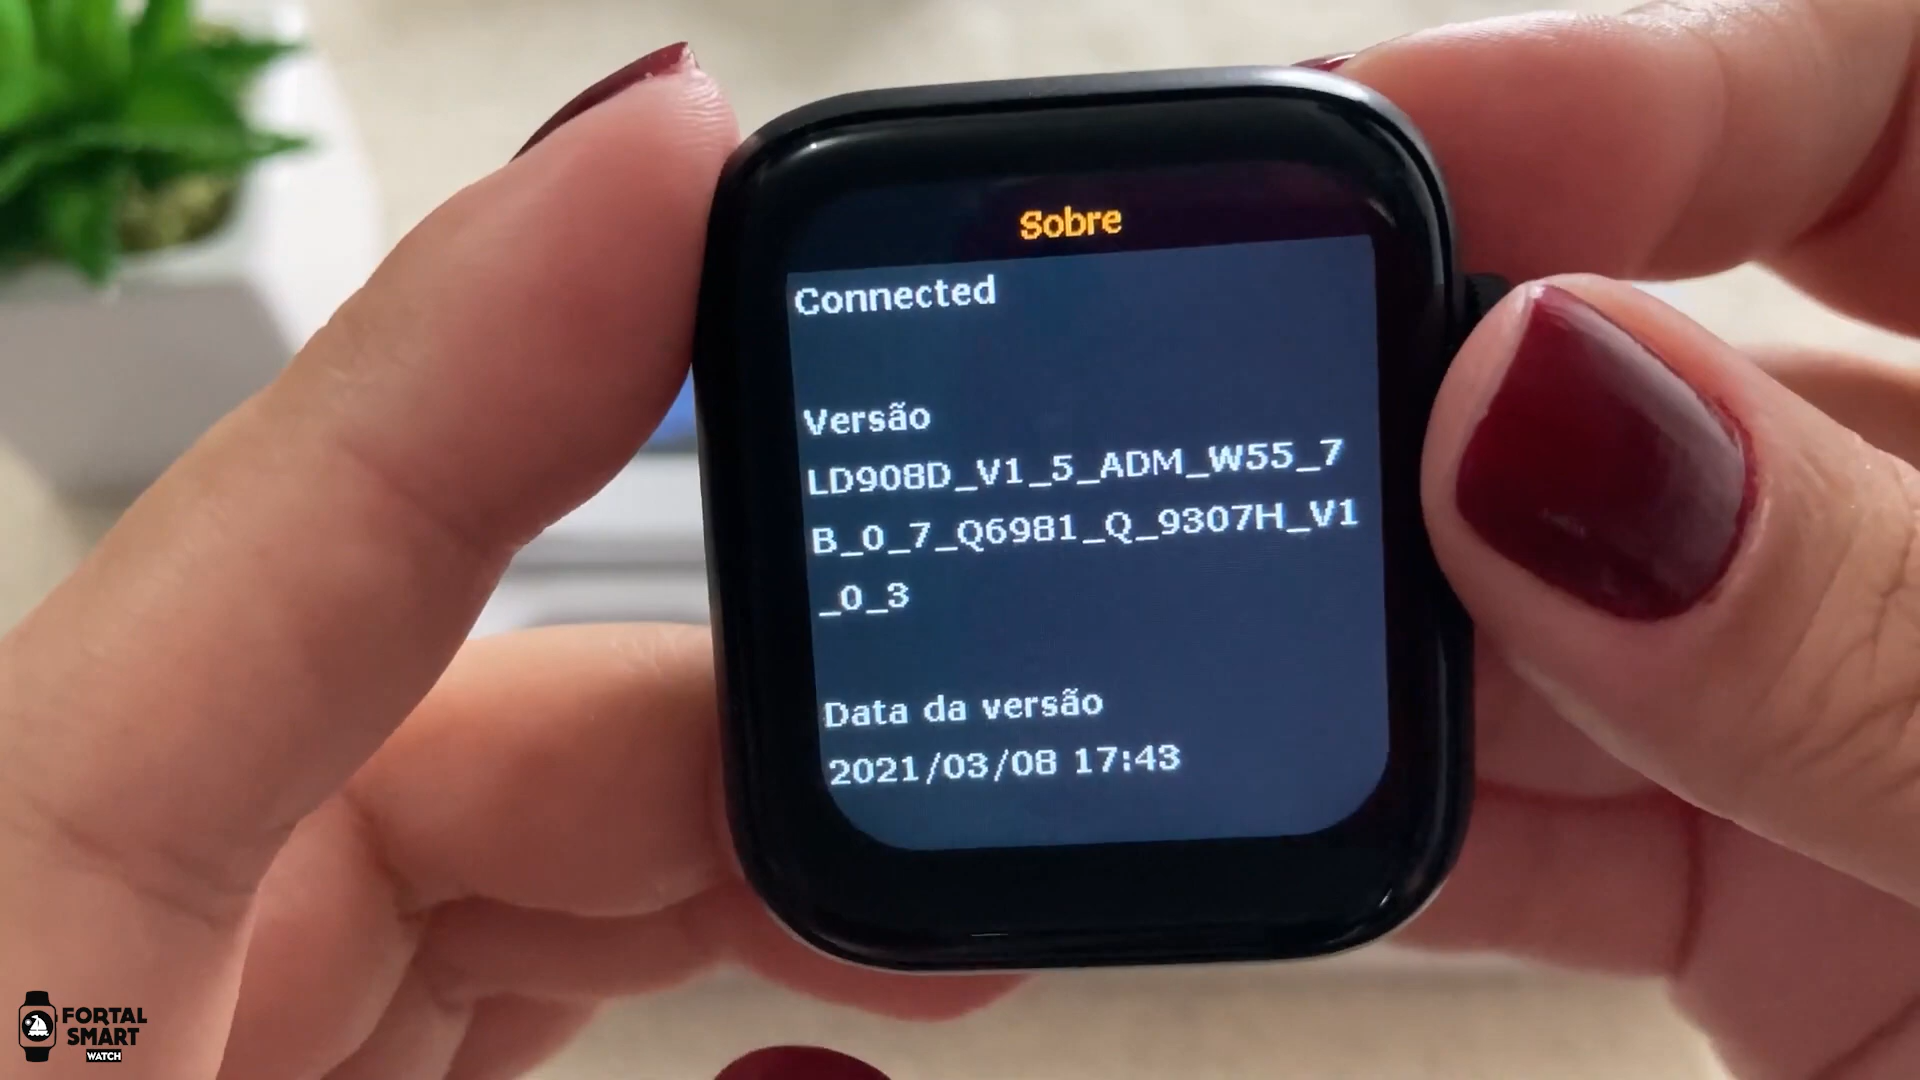 Sobre
Connected
Versão
LD908D_V1_5_ADM_W55_7
B_0_7_Q6981_Q_9307H_V1
_0_3
Data da versão
2021/03/08 17:43
FORTAL
SMART
WATCH